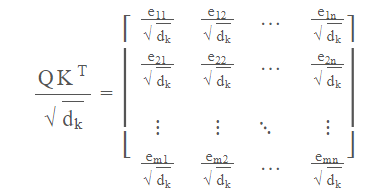 QK^T / √d_k =
e_11/√d_k e_12/√d_k ⋯ e_1n/√d_k
e_21/√d_k e_22/√d_k ⋯ e_2n/√d_k
⋮ ⋮ ⋱ ⋮
e_m1/√d_k e_m2/√d_k ⋯ e_mn/√d_k